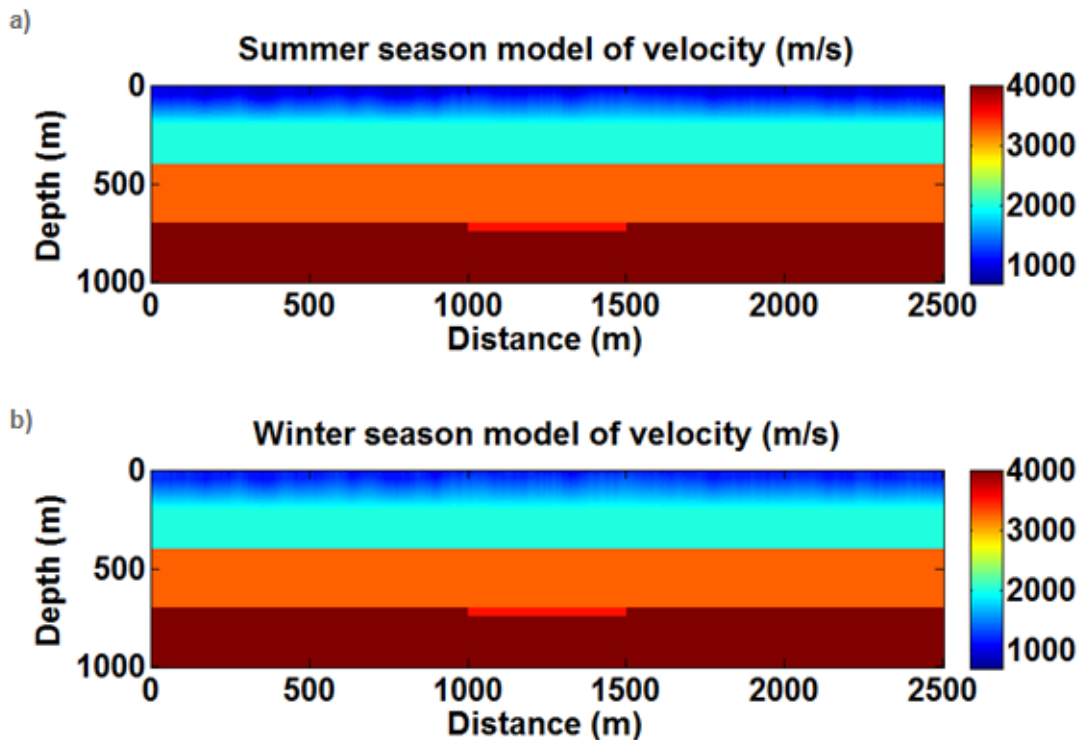 a)
Summer season model of velocity (m/s)
0
500
1000
Depth (m)
0 500 1000 1500 2000 2500
Distance (m)
4000
3000
2000
1000
b)
Winter season model of velocity (m/s)
0
500
1000
Depth (m)
0 500 1000 1500 2000 2500
Distance (m)
4000
3000
2000
1000